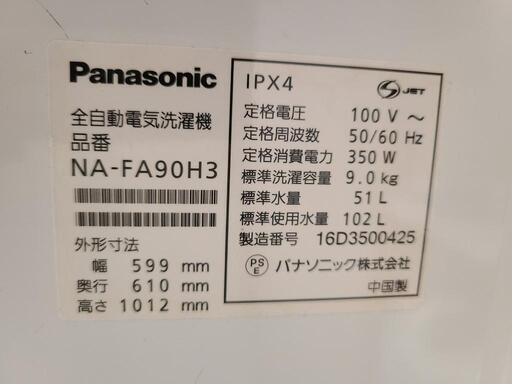 Panasonic
全自動電気洗濯機
品番
NA-FA90H3
外形寸法
幅 599 mm
奥行 610 mm
高さ 1012 mm
IPX4
JET
定格電圧 100 V ～
定格周波数 50/60 Hz
定格消費電力 350 W
標準洗濯容量 9.0 kg
標準水量 51 L
標準使用水量 102 L
製造番号 16D3500425
PS
E
パナソニック株式会社
中国製